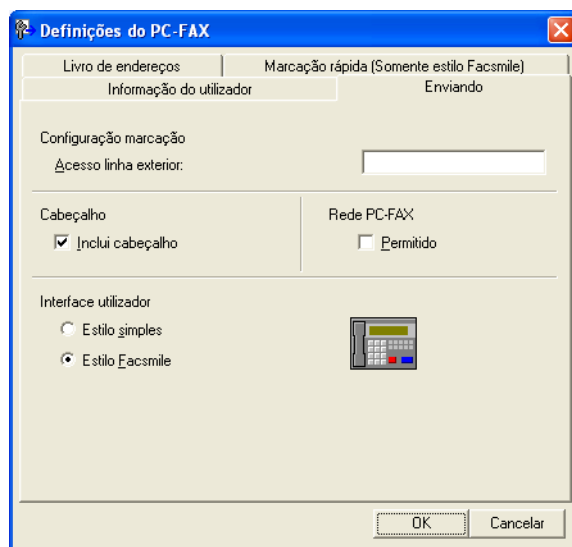 Definições do PC-FAX
Livro de endereços
Marcação rápida (Somente estilo Facsmile)
Informação do utilizador
Enviando
Configuração marcação
Acesso linha exterior:
Cabeçalho
Inclui cabeçalho
Rede PC-FAX
Permitido
Interface utilizador
Estilo simples
Estilo Facsmile
OK
Cancelar